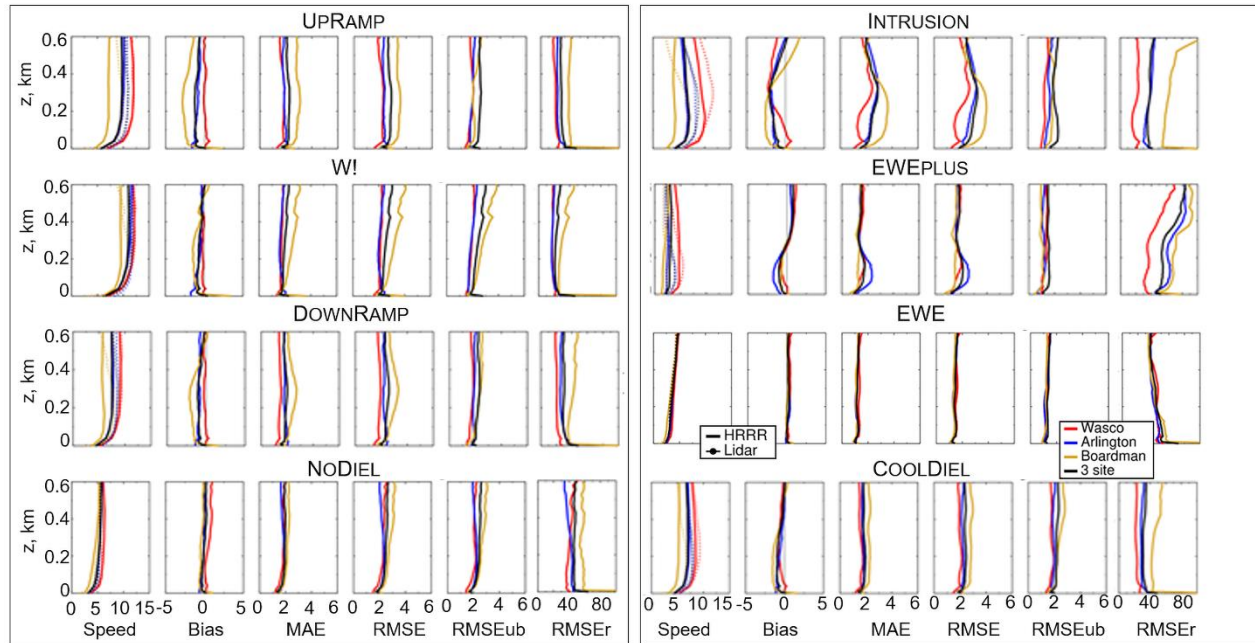 UPRAMP
INTRUSION
z, km
0.6
0.4
0.2
0
W!
EWEPLUS
z, km
0.6
0.4
0.2
0
DOWNRAMP
EWE
z, km
0.6
0.4
0.2
0
HRRR
Lidar
Wasco
Arlington
Boardman
3 site
NODIEL
COOLDIEL
z, km
0.6
0.4
0.2
0
0 5 10 15 -5 0 5 0 2 4 6 0 2 4 6 0 2 4 6 0 40 80
Speed Bias MAE RMSE RMSEub RMSEr
0 5 10 15 -5 0 5 0 2 4 6 0 2 4 6 0 2 4 6 0 40 80
Speed Bias MAE RMSE RMSEub RMSEr